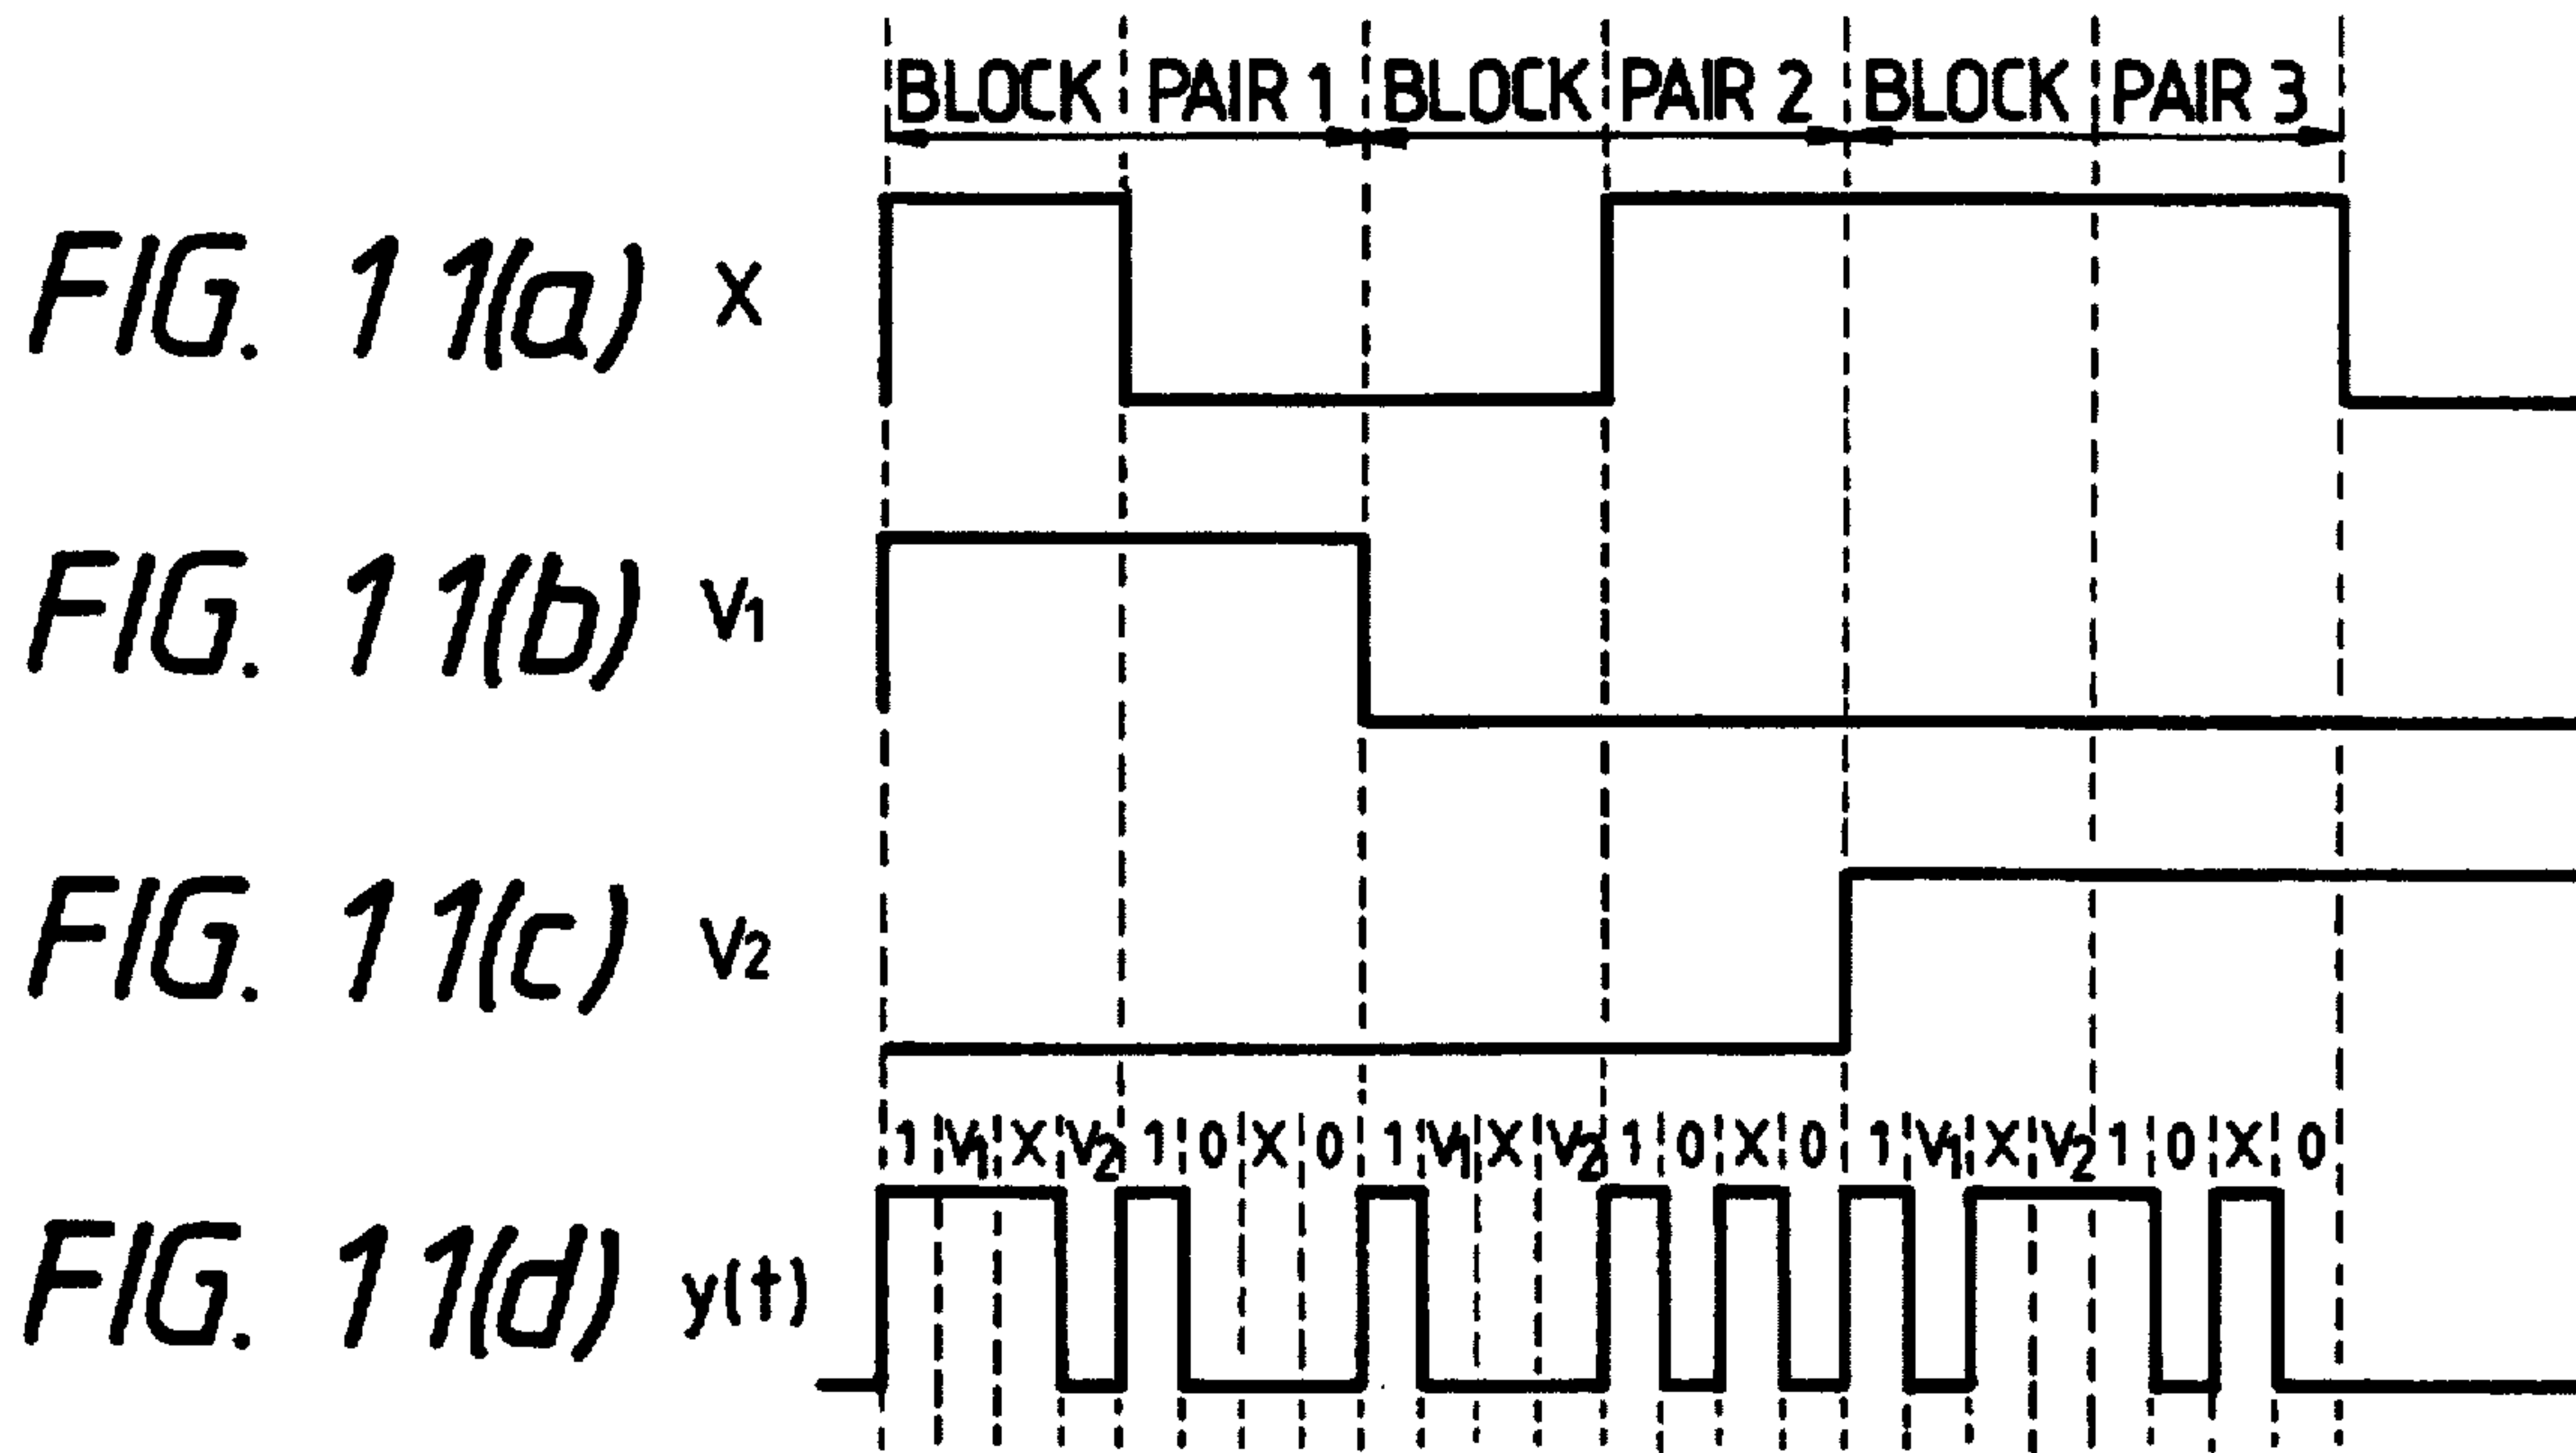 BLOCK PAIR 1 BLOCK PAIR 2 BLOCK PAIR 3
FIG. 11(a) X
FIG. 11(b) V1
FIG. 11(c) V2
1 V1 X V2 1 0 X 0 1 V1 X V2 1 0 X 0 1 V1 X V2 1 0 X 0
FIG. 11(d) y(t)